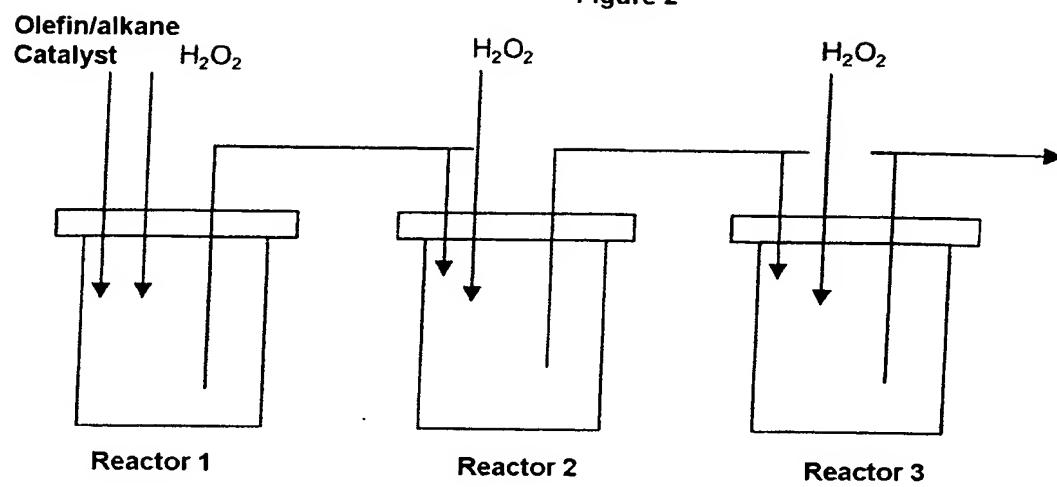 Figure 2
Olefin/alkane
Catalyst H₂O₂
H₂O₂
H₂O₂
Reactor 1
Reactor 2
Reactor 3